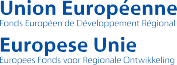 Union Européenne
Fonds Européen de Développement Régional
Europese Unie
Europees Fonds voor Regionale Ontwikkeling